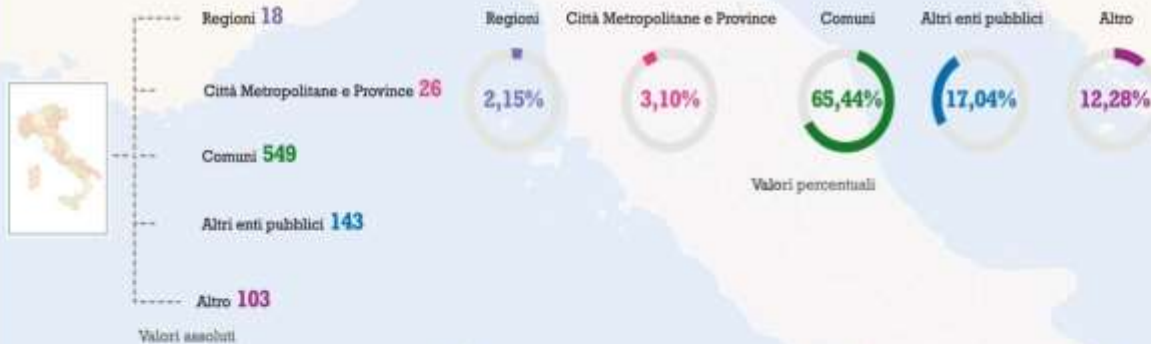 Regioni 18
Città Metropolitane e Province 26
Comuni 549
Altri enti pubblici 143
Altro 103
Valori assoluti
Regioni
Città Metropolitane e Province
Comuni
Altri enti pubblici
Altro
2,15%
3,10%
65,44%
17,04%
12,28%
Valori percentuali